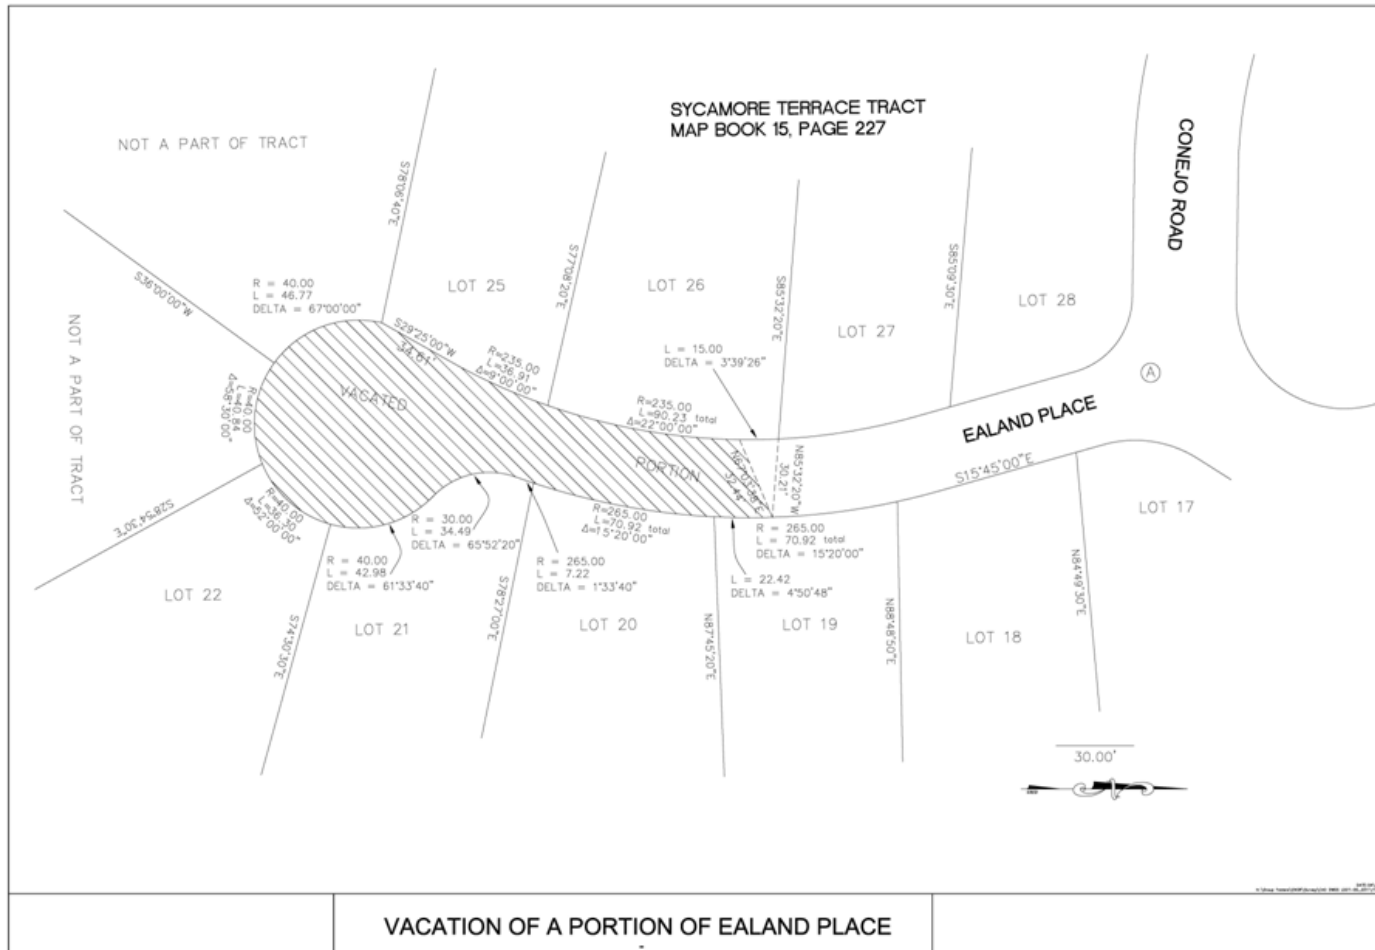 SYCAMORE TERRACE TRACT
MAP BOOK 15, PAGE 227
NOT A PART OF TRACT
CONEJO ROAD
S78°06'40"E
S77°08'20"E
S85°32'20"E
S85°09'30"E
S36°00'00"W
R = 40.00
L = 46.77
DELTA = 67°00'00"
LOT 25
LOT 26
LOT 27
LOT 28
NOT A PART OF TRACT
S29°25'00"W
34.61'
R=235.00
L=36.91
Δ=9°00'00"
L = 15.00
DELTA = 3°39'26"
A
R=40.00
L=40.84
Δ=58°30'00"
VACATED
R=235.00
L=90.23 total
Δ=22°00'00"
EALAND PLACE
PORTION
N67°03'38"E
32.44'
N85°32'20"W
30.21'
S15°45'00"E
S28°54'30"E
R=40.00
L=36.30
Δ=52°00'00"
R = 30.00
L = 34.49
DELTA = 65°52'20"
R=265.00
L=70.92 total
Δ=15°20'00"
R = 265.00
L = 70.92 total
DELTA = 15°20'00"
LOT 17
R = 40.00
L = 42.98
DELTA = 61°33'40"
R = 265.00
L = 7.22
DELTA = 1°33'40"
L = 22.42
DELTA = 4°50'48"
N84°49'30"E
LOT 22
S74°30'30"E
LOT 21
S78°27'00"E
LOT 20
N87°45'20"E
LOT 19
N88°48'50"E
LOT 18
30.00'
VACATION OF A PORTION OF EALAND PLACE